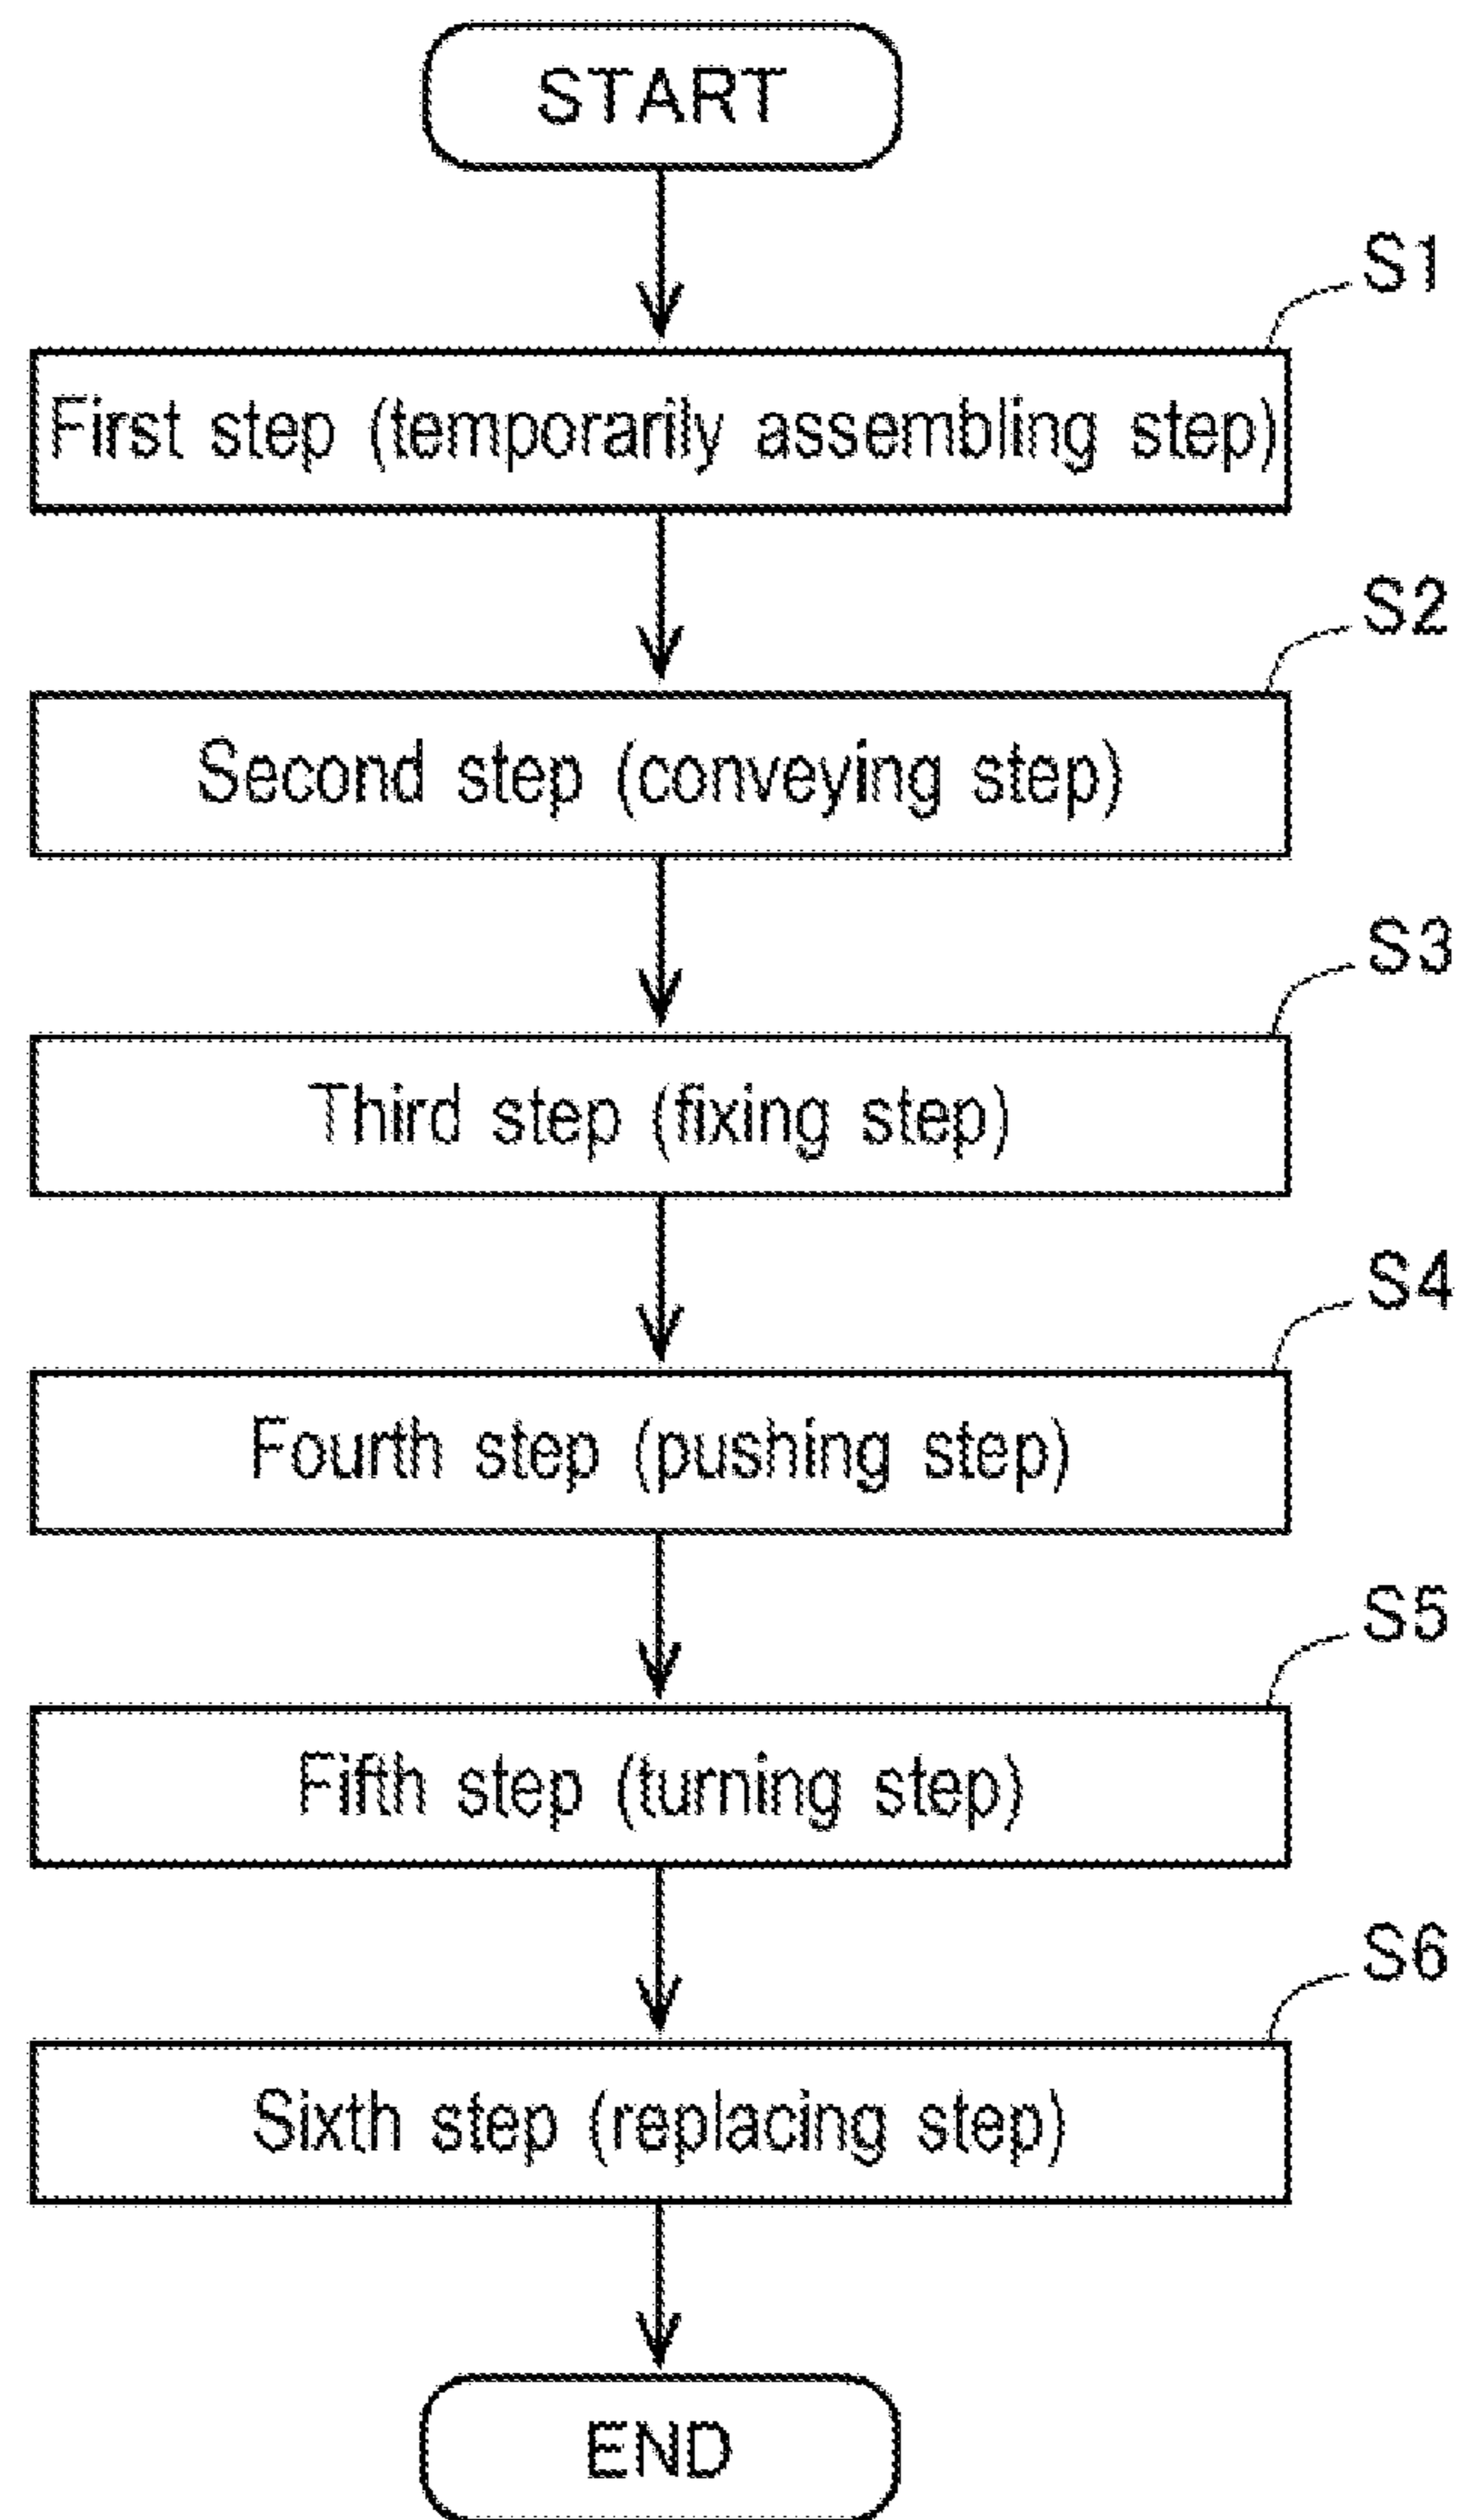 START
S1
First step (temporarily assembling step)
S2
Second step (conveying step)
S3
Third step (fixing step)
S4
Fourth step (pushing step)
S5
Fifth step (turning step)
S6
Sixth step (replacing step)
END